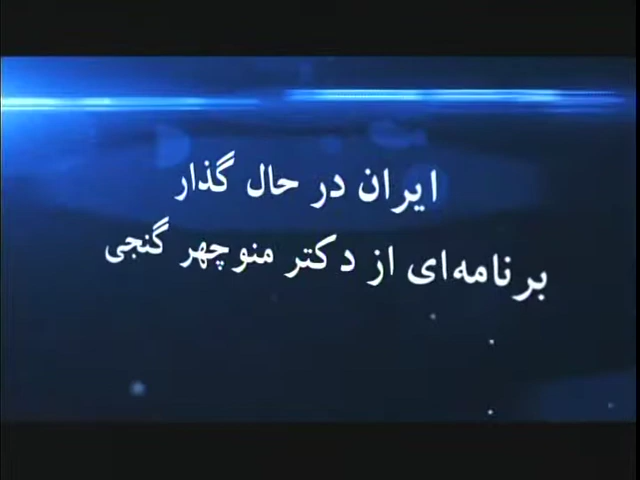 ایران در حال گذار
برنامه‌ای از دکتر منوچهر گنجی